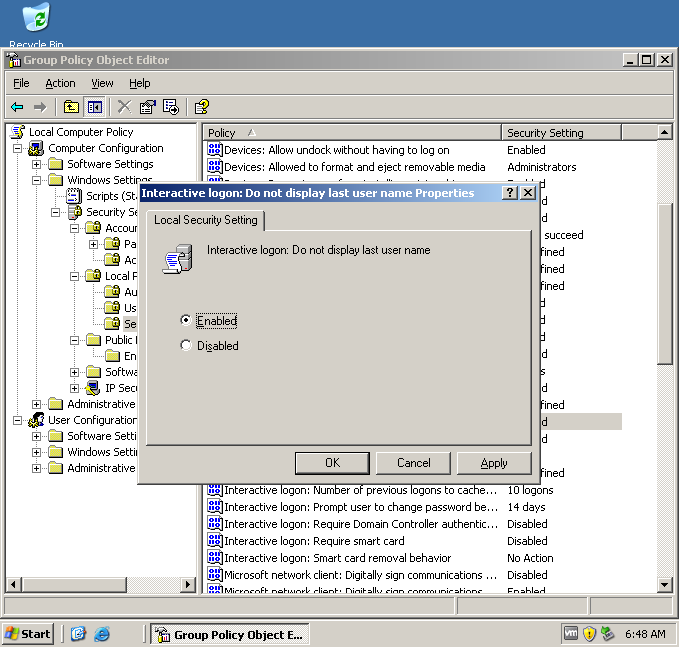 Recycle Bin
Group Policy Object Editor
File Action View Help
Local Computer Policy
Computer Configuration
Software Settings
Windows Settings
Scripts (Sta
Security Se
Accour
Pa
Ac
Local P
Au
Us
Se
Public
En
Softwa
IP Secu
Administrative
User Configuration
Software Setti
Windows Setti
Administrative
Policy Security Setting
Devices: Allow undock without having to log on Enabled
Devices: Allowed to format and eject removable media Administrators
succeed
fined
fined
fined
fined
fined
Interactive logon: Do not display last user name Properties
Local Security Setting
Interactive logon: Do not display last user name
Enabled
Disabled
OK Cancel Apply
Interactive logon: Number of previous logons to cache... 10 logons
Interactive logon: Prompt user to change password be... 14 days
Interactive logon: Require Domain Controller authentic... Disabled
Interactive logon: Require smart card Disabled
Interactive logon: Smart card removal behavior No Action
Microsoft network client: Digitally sign communications ... Disabled
Microsoft network client: Digitally sign communications ... Enabled
Start Group Policy Object E... vm 6:48 AM